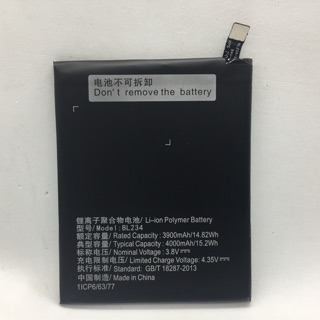 电池不可拆卸
Don't remove the battery
锂离子聚合物电池/ Li-ion Polymer Battery
型号/Model: BL234
额定容量/ Rated Capacity: 3900mAh/14.82Wh
典型容量/ Typical Capacity: 4000mAh/15.2Wh
标称电压/ Nominal Voltage: 3.8V
充电限制电压/ Limited Charge Voltage: 4.35V
执行标准/ Standard: GB/T 18287-2013
中国制造/ Made in China
1ICP6/63/77